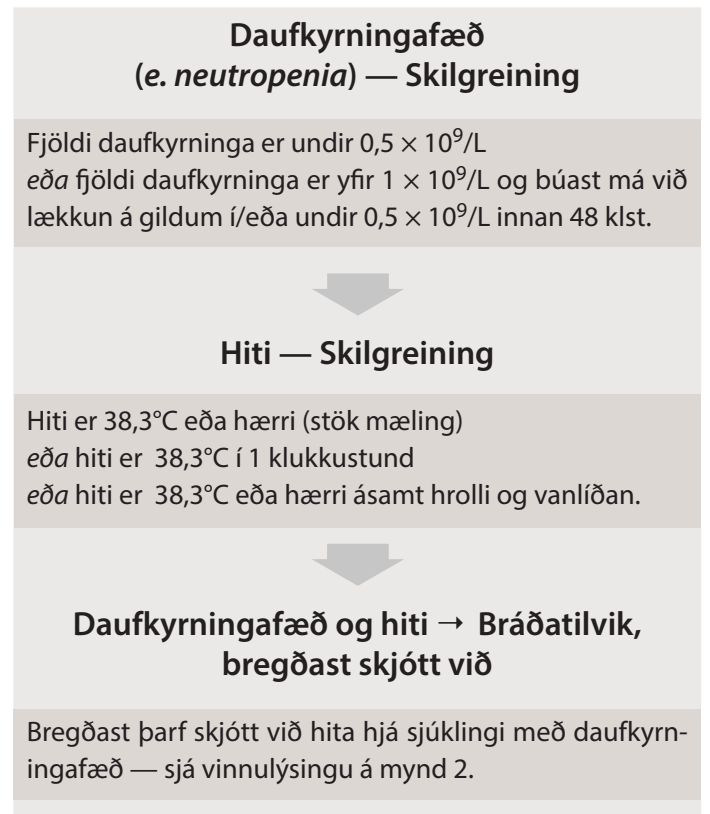 Daufkyrningafæð
(e. neutropenia) — Skilgreining
Fjöldi daufkyrninga er undir 0,5 × 10⁹/L
eða fjöldi daufkyrninga er yfir 1 × 10⁹/L og búast má við
lækkun á gildum í/eða undir 0,5 × 10⁹/L innan 48 klst.
Hiti — Skilgreining
Hiti er 38,3°C eða hærri (stök mæling)
eða hiti er 38,3°C í 1 klukkustund
eða hiti er 38,3°C eða hærri ásamt hrolli og vanlíðan.
Daufkyrningafæð og hiti → Bráðatilvik,
bregðast skjótt við
Bregðast þarf skjótt við hita hjá sjúklingi með daufkyrn-
ingafæð — sjá vinnulýsingu á mynd 2.